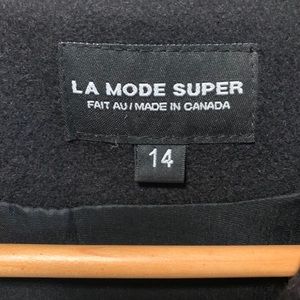 LA MODE SUPER
FAIT AU / MADE IN CANADA
14